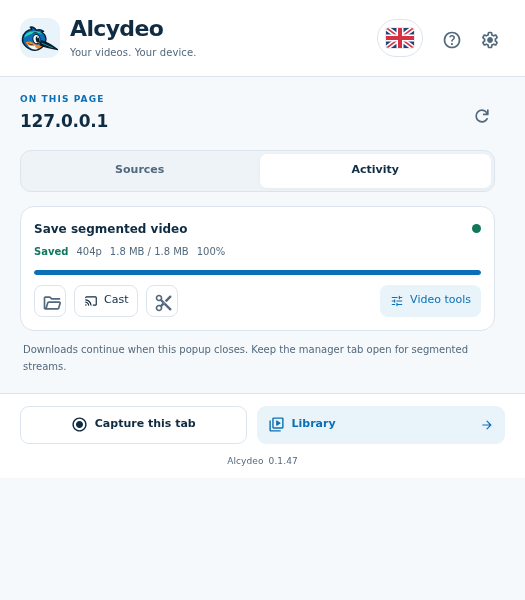 Alcydeo
Your videos. Your device.
ON THIS PAGE
127.0.0.1
Sources
Activity
Save segmented video
Saved 404p 1.8 MB / 1.8 MB 100%
Cast
Video tools
Downloads continue when this popup closes. Keep the manager tab open for segmented
streams.
Capture this tab
Library
Alcydeo 0.1.47